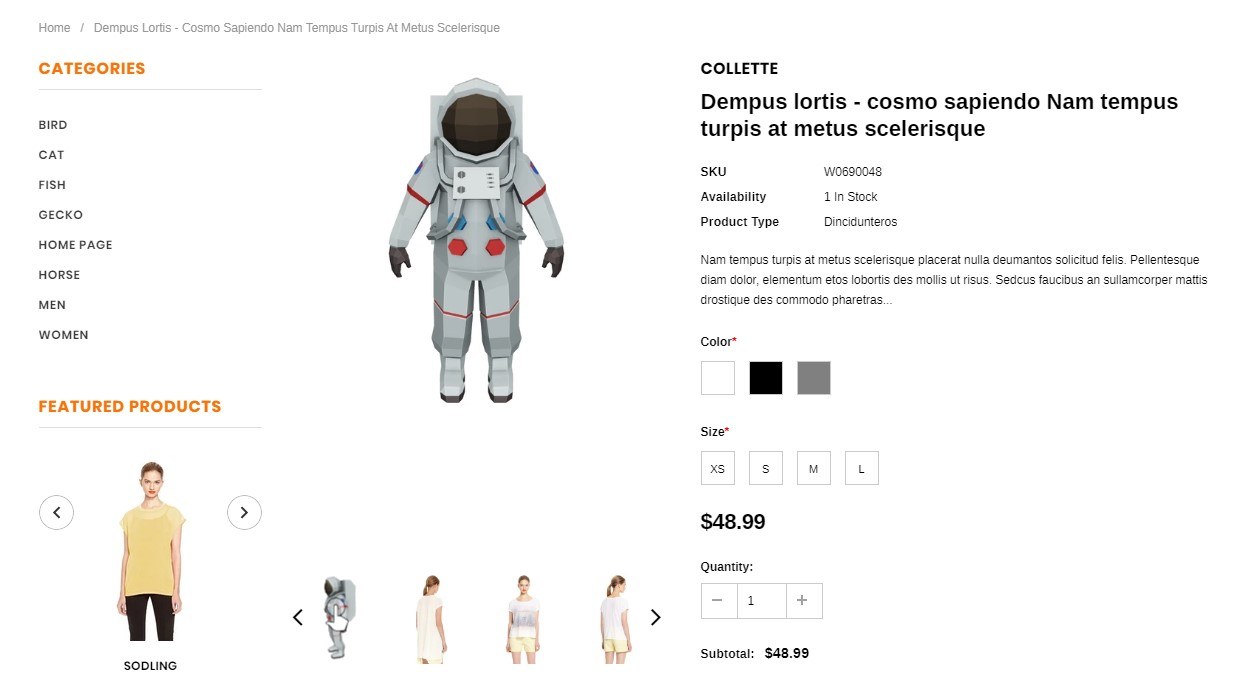 Home / Dempus Lortis - Cosmo Sapiendo Nam Tempus Turpis At Metus Scelerisque
CATEGORIES
BIRD
CAT
FISH
GECKO
HOME PAGE
HORSE
MEN
WOMEN
FEATURED PRODUCTS
SODLING
COLLETTE
Dempus lortis - cosmo sapiendo Nam tempus
turpis at metus scelerisque
SKU W0690048
Availability 1 In Stock
Product Type Dincidunteros
Nam tempus turpis at metus scelerisque placerat nulla deumantos solicitud felis. Pellentesque
diam dolor, elementum etos lobortis des mollis ut risus. Sedcus faucibus an sullamcorper mattis
drostique des commodo pharetras...
Color*
Size*
XS S M L
$48.99
Quantity:
− 1 +
Subtotal: $48.99